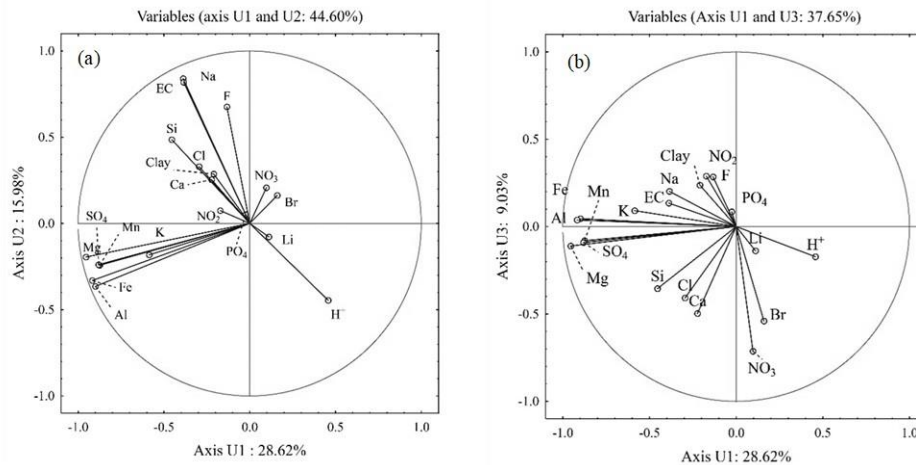 Variables (axis U1 and U2: 44.60%)
(a)
1.0
0.5
0.0
-0.5
-1.0
Axis U2 : 15.98%
Na
EC
F
Si
Cl
Clay
Ca
NO3
Br
NO2
SO4
Mn
K
Mg
PO4
Li
Fe
Al
H−
-1.0
-0.5
0.0
0.5
1.0
Axis U1 : 28.62%
Variables (Axis U1 and U3: 37.65%)
(b)
1.0
0.5
0.0
-0.5
-1.0
Axis U3: 9.03%
Clay
NO2
F
Na
Mn
Fe
EC
PO4
K
Al
Li
H+
SO4
Mg
Si
Cl
Ca
Br
NO3
-1.0
-0.5
0.0
0.5
1.0
Axis U1: 28.62%